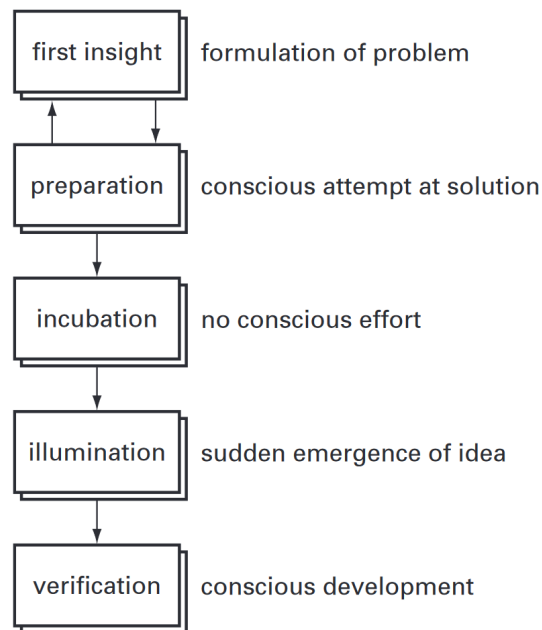 first insight formulation of problem
preparation conscious attempt at solution
incubation no conscious effort
illumination sudden emergence of idea
verification conscious development